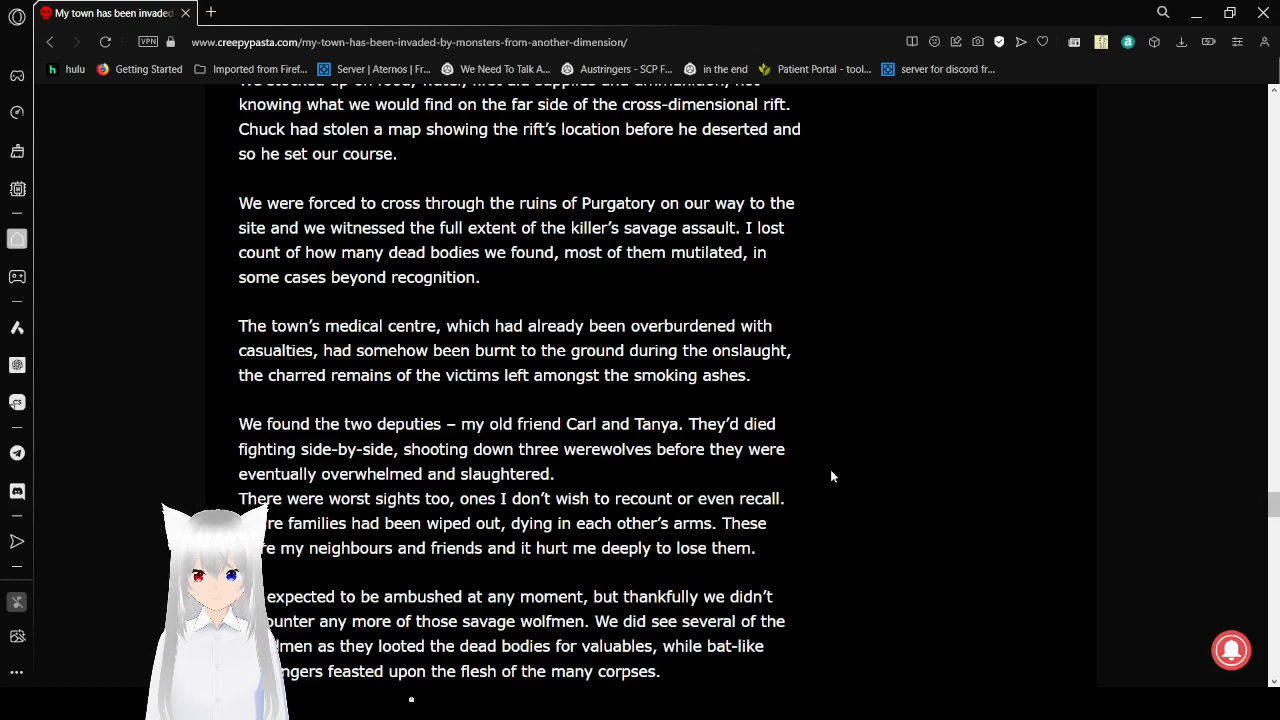 My town has been invaded
VPN
www.creepypasta.com/my-town-has-been-invaded-by-monsters-from-another-dimension/
hulu Getting Started Imported from Firef... Server | Aternos | Fr... We Need To Talk A... Austringers - SCP F... in the end Patient Portal - tool... server for discord fr...
knowing what we would find on the far side of the cross-dimensional rift.
Chuck had stolen a map showing the rift's location before he deserted and
so he set our course.
We were forced to cross through the ruins of Purgatory on our way to the
site and we witnessed the full extent of the killer's savage assault. I lost
count of how many dead bodies we found, most of them mutilated, in
some cases beyond recognition.
The town's medical centre, which had already been overburdened with
casualties, had somehow been burnt to the ground during the onslaught,
the charred remains of the victims left amongst the smoking ashes.
We found the two deputies – my old friend Carl and Tanya. They'd died
fighting side-by-side, shooting down three werewolves before they were
eventually overwhelmed and slaughtered.
There were worst sights too, ones I don't wish to recount or even recall.
families had been wiped out, dying in each other's arms. These
my neighbours and friends and it hurt me deeply to lose them.
expected to be ambushed at any moment, but thankfully we didn't
any more of those savage wolfmen. We did see several of the
as they looted the dead bodies for valuables, while bat-like
feasted upon the flesh of the many corpses.